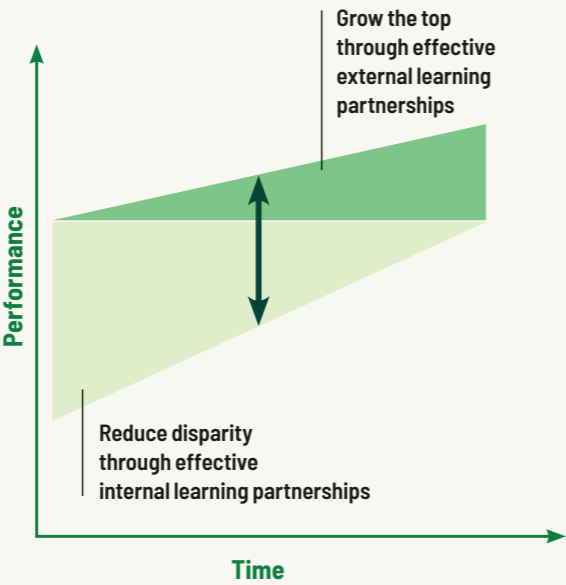 Grow the top
through effective
external learning
partnerships
Performance
Reduce disparity
through effective
internal learning partnerships
Time